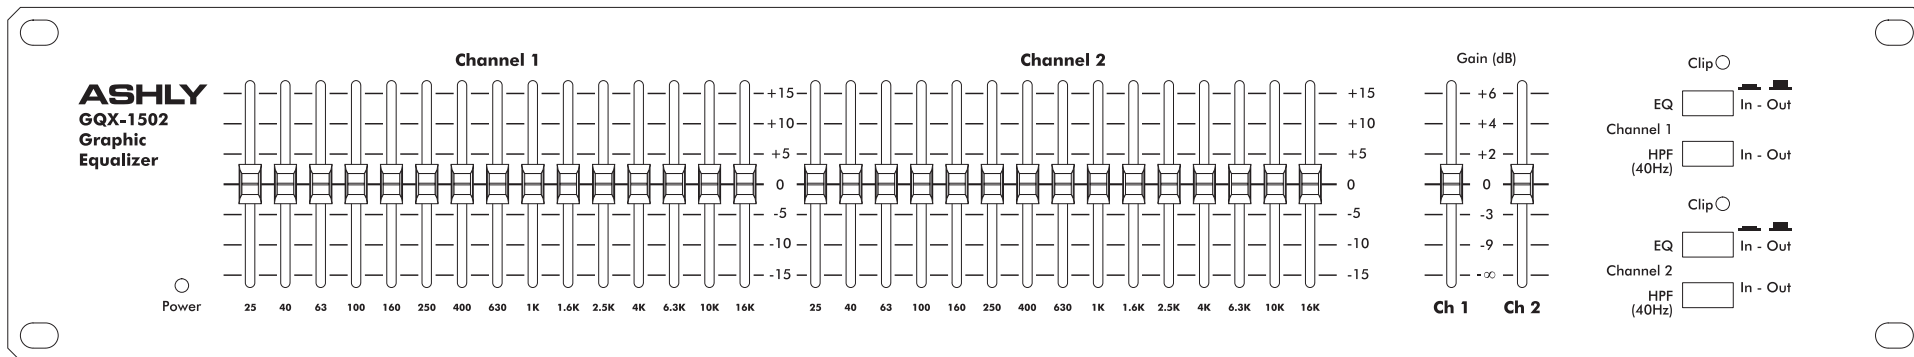 Channel 1
Channel 2
Gain (dB)
ASHLY
GQX-1502
Graphic
Equalizer
Power
+15
+10
+5
0
-5
-10
-15
25 40 63 100 160 250 400 630 1K 1.6K 2.5K 4K 6.3K 10K 16K
+15
+10
+5
0
-5
-10
-15
25 40 63 100 160 250 400 630 1K 1.6K 2.5K 4K 6.3K 10K 16K
+6
+4
+2
0
-3
-9
-∞
Ch 1 Ch 2
Clip
EQ In - Out
Channel 1
HPF In - Out
(40Hz)
Clip
EQ In - Out
Channel 2
HPF In - Out
(40Hz)